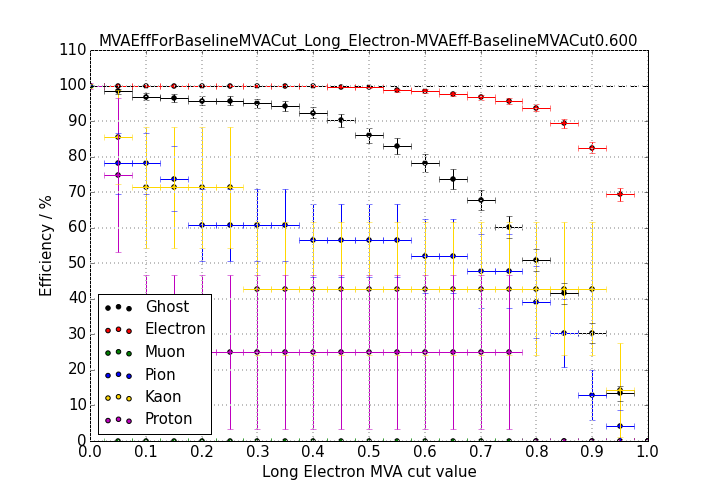 MVAEffForBaselineMVACut_Long_Electron-MVAEff-BaselineMVACut0.600
110
100
90
80
70
60
50
40
30
20
10
0
Efficiency / %
Ghost
Electron
Muon
Pion
Kaon
Proton
0.0 0.1 0.2 0.3 0.4 0.5 0.6 0.7 0.8 0.9 1.0
Long Electron MVA cut value